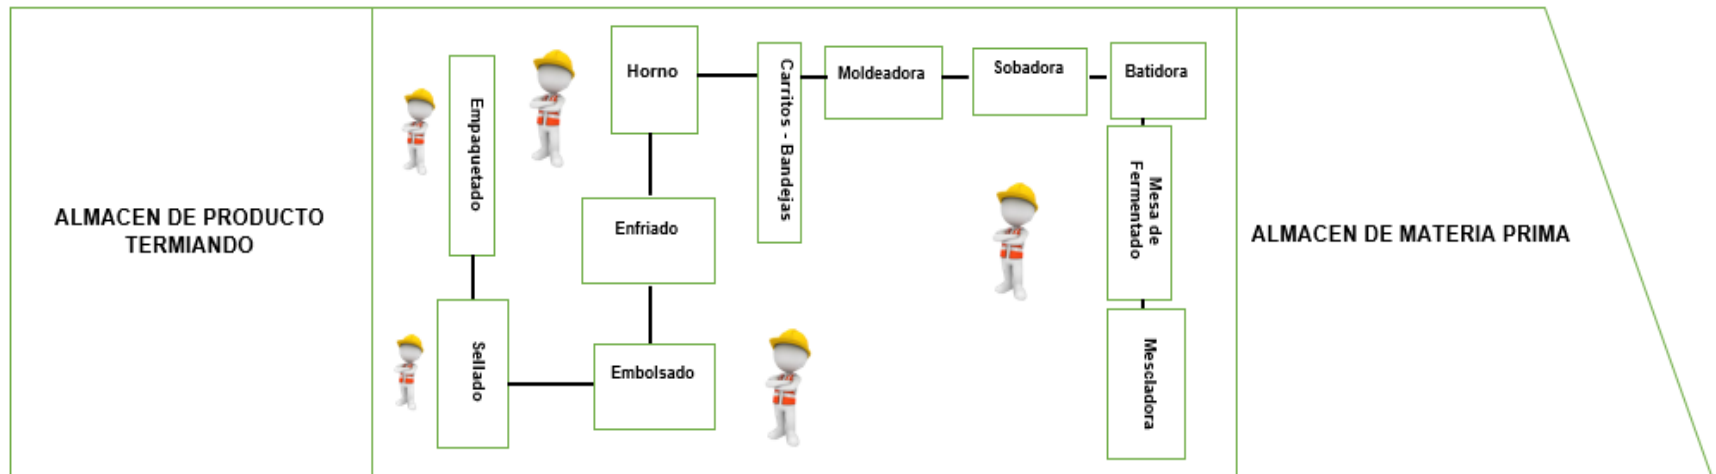 Horno
Carritos - Bandejas
Moldeadora
Sobadora
Batidora
Empaquetado
Mesa de
Fermentado
ALMACEN DE PRODUCTO
TERMIANDO
Enfriado
ALMACEN DE MATERIA PRIMA
Sellado
Embolsado
Mescladora